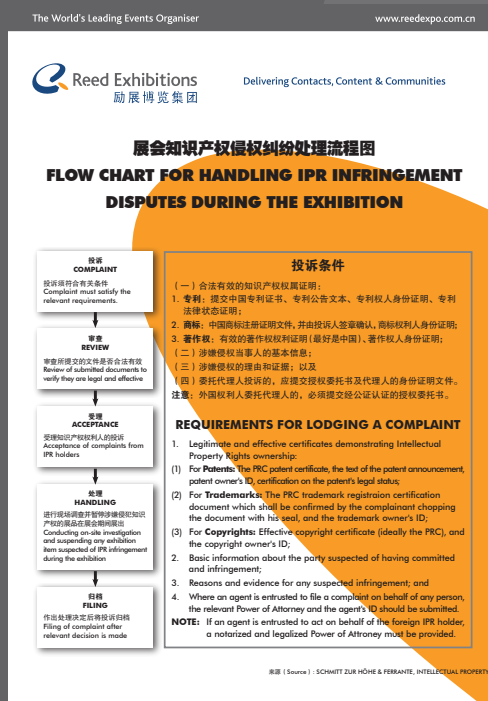 The World's Leading Events Organiser
www.reedexpo.com.cn
Reed Exhibitions
励展博览集团
Delivering Contacts, Content & Communities
展会知识产权侵权纠纷处理流程图
FLOW CHART FOR HANDLING IPR INFRINGEMENT
DISPUTES DURING THE EXHIBITION
投诉
COMPLAINT
投诉须符合有关条件
Complaint must satisfy the
relevant requirements.
审查
REVIEW
审查所提交的文件是否合法有效
Review of submitted documents to
verify they are legal and effective
受理
ACCEPTANCE
受理知识产权权利人的投诉
Acceptance of complaints from
IPR holders
处理
HANDLING
进行现场调查并暂停涉嫌侵犯知识
产权的展品在展会期间展出
Conducting on-site investigation
and suspending any exhibition
item suspected of IPR infringement
during the exhibition
归档
FILING
作出处理决定后将投诉归档
Filing of complaint after
relevant decision is made
投诉条件
（一）合法有效的知识产权权属证明：
1. 专利：提交中国专利证书、专利公告文本、专利权人身份证明、专利
法律状态证明；
2. 商标：中国商标注册证明文件，并由投诉人签章确认，商标权利人身份证明；
3. 著作权：有效的著作权权利证明（最好是中国）、著作权人身份证明；
（二）涉嫌侵权当事人的基本信息；
（三）涉嫌侵权的理由和证据；以及
（四）委托代理人投诉的，应提交授权委托书及代理人的身份证明文件。
注意：外国权利人委托代理人的，必须提交经公证认证的授权委托书。
REQUIREMENTS FOR LODGING A COMPLAINT
1. Legitimate and effective certificates demonstrating Intellectual
Property Rights ownership:
(1) For Patents: The PRC patent certificate, the text of the patent announcement,
patent owner's ID, certification on the patent's legal status;
(2) For Trademarks: The PRC trademark registraion certification
document which shall be confirmed by the complainant chopping
the document with his seal, and the trademark owner's ID;
(3) For Copyrights: Effective copyright certificate (ideally the PRC), and
the copyright owner's ID;
2. Basic information about the party suspected of having committed
and infringement;
3. Reasons and evidence for any suspected infringement; and
4. Where an agent is entrusted to file a complaint on behalf of any person,
the relevant Power of Attorney and the agent's ID should be submitted.
NOTE: If an agent is entrusted to act on behalf of the foreign IPR holder,
a notarized and legalized Power of Attroney must be provided.
来源（Source）: SCHMITT ZUR HÖHE & FERRANTE, INTELLECTUAL PROPERTY